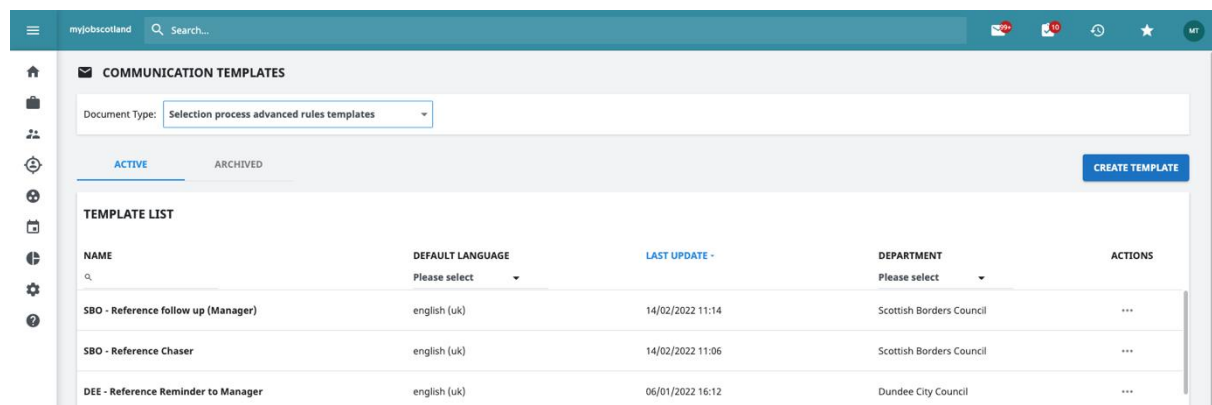 myjobscotland Search... 99+ 10 MT
COMMUNICATION TEMPLATES
Document Type: Selection process advanced rules templates
ACTIVE ARCHIVED CREATE TEMPLATE
TEMPLATE LIST
NAME DEFAULT LANGUAGE LAST UPDATE DEPARTMENT ACTIONS
Please select Please select
SBO - Reference follow up (Manager) english (uk) 14/02/2022 11:14 Scottish Borders Council ...
SBO - Reference Chaser english (uk) 14/02/2022 11:06 Scottish Borders Council ...
DEE - Reference Reminder to Manager english (uk) 06/01/2022 16:12 Dundee City Council ...